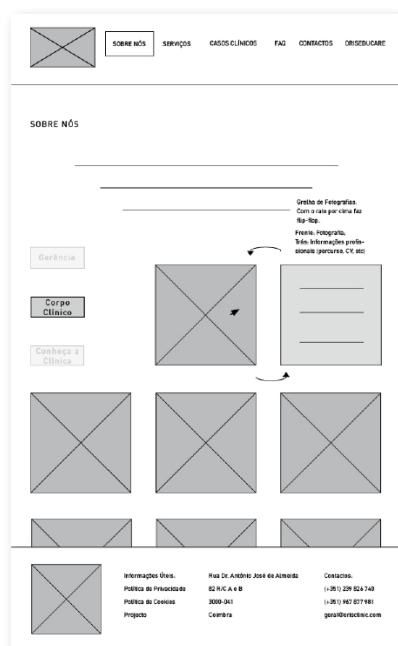 SOBRE NÓS
SERVIÇOS
CASOS CLÍNICOS
FAQ
CONTACTOS
ORISEDUCARE
SOBRE NÓS
Grelha de Fotografias.
Com o rato por cima faz
flip-flop.
Frente: Fotografia,
Trás: Informações profis-
sionais (percurso, CV, etc)
Gerência
Corpo
Clínico
Conheça a
Clínica
Informações Úteis:
Política de Privacidade
Política de Cookies
Projecto
Rua Dr. António José de Almeida
82 R/C A e B
3000-041
Coimbra
Contactos:
(+351) 239 826 740
(+351) 967 877 981
geral@orisclinic.com